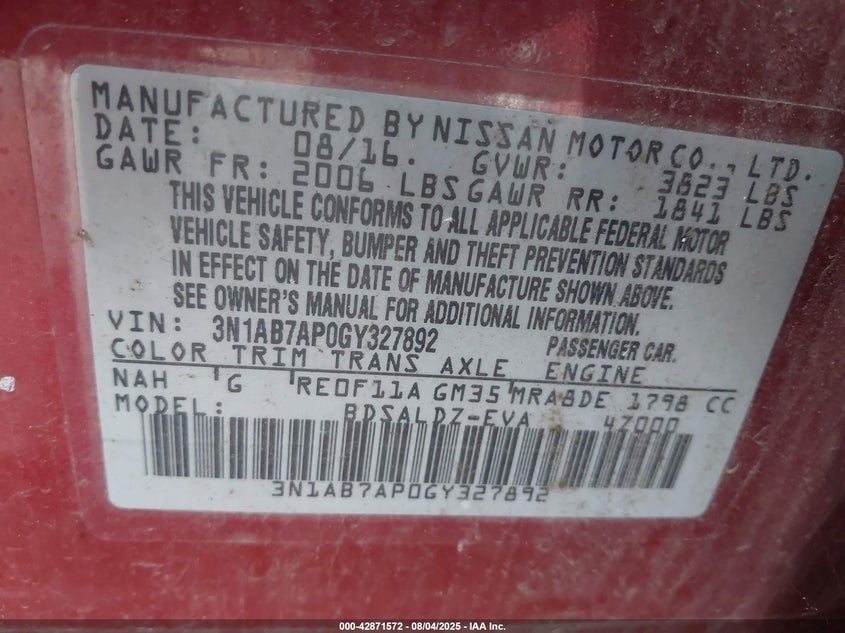 MANUFACTURED BY NISSAN MOTOR CO., LTD.
DATE: 08/16. GVWR: 3823 LBS
GAWR FR: 2006 LBS GAWR RR: 1841 LBS
THIS VEHICLE CONFORMS TO ALL APPLICABLE FEDERAL MOTOR
VEHICLE SAFETY, BUMPER AND THEFT PREVENTION STANDARDS
IN EFFECT ON THE DATE OF MANUFACTURE SHOWN ABOVE.
SEE OWNER'S MANUAL FOR ADDITIONAL INFORMATION.
VIN: 3N1AB7AP0GY327892 PASSENGER CAR.
COLOR TRIM TRANS AXLE ENGINE
NAH G RE0F11A GM35 MRA8DE 1798 CC
MODEL: BDSALDZ-EVA 47000
3N1AB7AP0GY327892
000-42871572 | 08/04/2025 - IAA Inc.